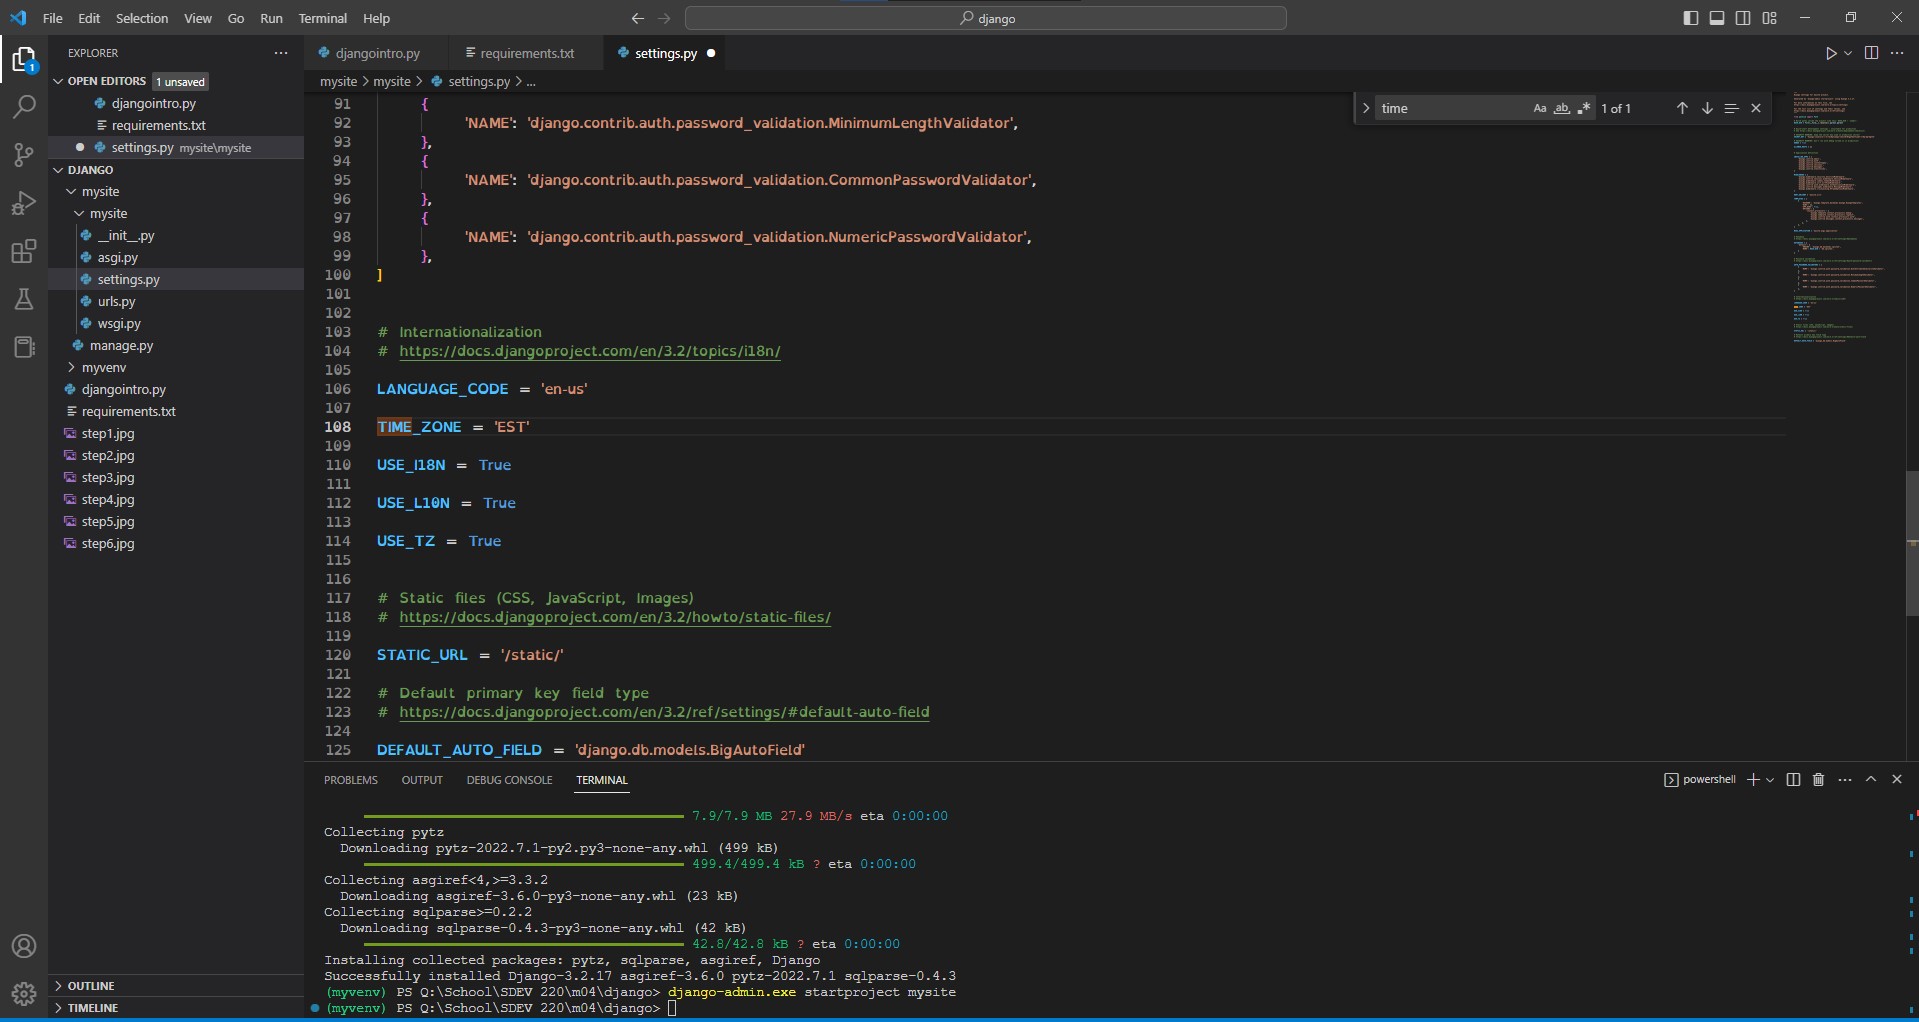 File Edit Selection View Go Run Terminal Help
django
EXPLORER
djangointro.py
requirements.txt
settings.py
OPEN EDITORS 1 unsaved
djangointro.py
requirements.txt
settings.py mysite\mysite
DJANGO
mysite
mysite
__init__.py
asgi.py
settings.py
urls.py
wsgi.py
manage.py
myvenv
djangointro.py
requirements.txt
step1.jpg
step2.jpg
step3.jpg
step4.jpg
step5.jpg
step6.jpg
OUTLINE
TIMELINE
1
mysite > mysite > settings.py > ...
time Aa ab .* 1 of 1
91 {
92 'NAME': 'django.contrib.auth.password_validation.MinimumLengthValidator',
93 },
94 {
95 'NAME': 'django.contrib.auth.password_validation.CommonPasswordValidator',
96 },
97 {
98 'NAME': 'django.contrib.auth.password_validation.NumericPasswordValidator',
99 },
100 ]
101
102
103 # Internationalization
104 # https://docs.djangoproject.com/en/3.2/topics/i18n/
105
106 LANGUAGE_CODE = 'en-us'
107
108 TIME_ZONE = 'EST'
109
110 USE_I18N = True
111
112 USE_L10N = True
113
114 USE_TZ = True
115
116
117 # Static files (CSS, JavaScript, Images)
118 # https://docs.djangoproject.com/en/3.2/howto/static-files/
119
120 STATIC_URL = '/static/'
121
122 # Default primary key field type
123 # https://docs.djangoproject.com/en/3.2/ref/settings/#default-auto-field
124
125 DEFAULT_AUTO_FIELD = 'django.db.models.BigAutoField'
PROBLEMS OUTPUT DEBUG CONSOLE TERMINAL
powershell
7.9/7.9 MB 27.9 MB/s eta 0:00:00
Collecting pytz
Downloading pytz-2022.7.1-py2.py3-none-any.whl (499 kB)
499.4/499.4 kB ? eta 0:00:00
Collecting asgiref<4,>=3.3.2
Downloading asgiref-3.6.0-py3-none-any.whl (23 kB)
Collecting sqlparse>=0.2.2
Downloading sqlparse-0.4.3-py3-none-any.whl (42 kB)
42.8/42.8 kB ? eta 0:00:00
Installing collected packages: pytz, sqlparse, asgiref, Django
Successfully installed Django-3.2.17 asgiref-3.6.0 pytz-2022.7.1 sqlparse-0.4.3
(myvenv) PS Q:\School\SDEV 220\m04\django> django-admin.exe startproject mysite
(myvenv) PS Q:\School\SDEV 220\m04\django>